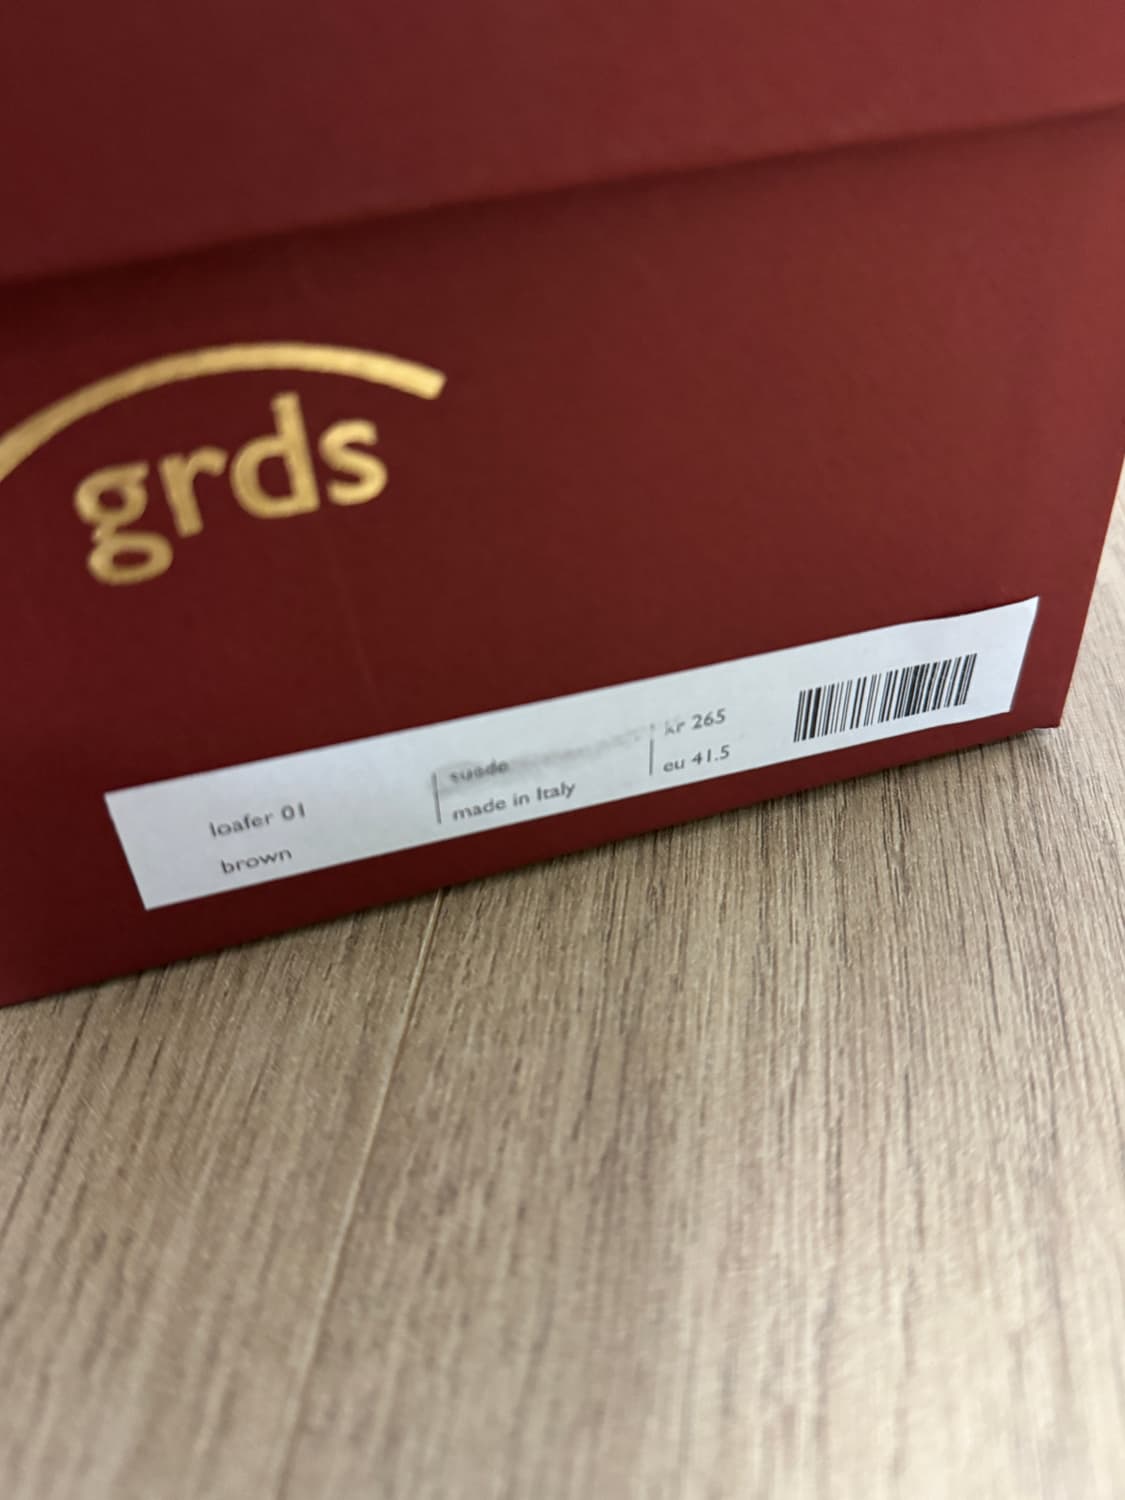 grds
loafer 01
brown
suede
made in Italy
kr 265
eu 41.5